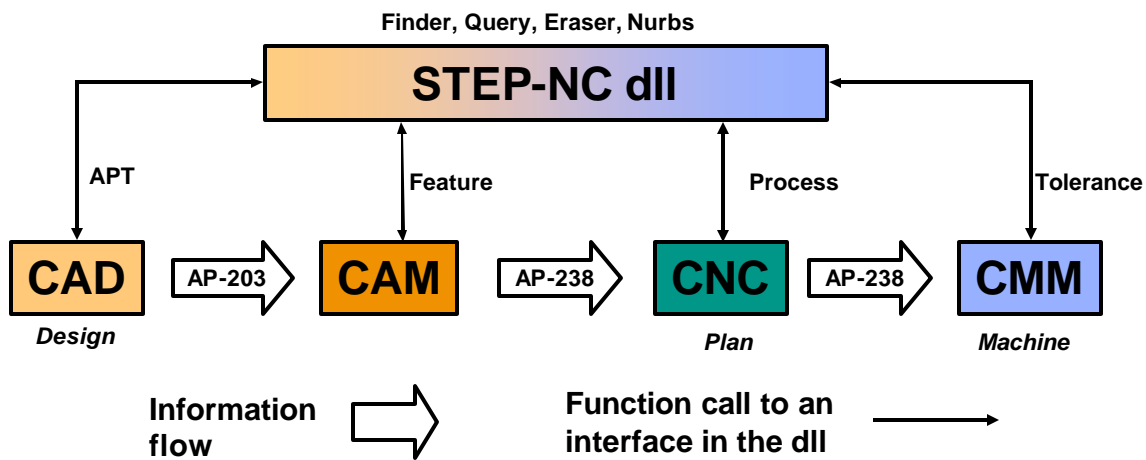 Finder, Query, Eraser, Nurbs
STEP-NC dll
APT
Feature
Process
Tolerance
CAD
AP-203
CAM
AP-238
CNC
AP-238
CMM
Design
Plan
Machine
Information
flow
Function call to an
interface in the dll